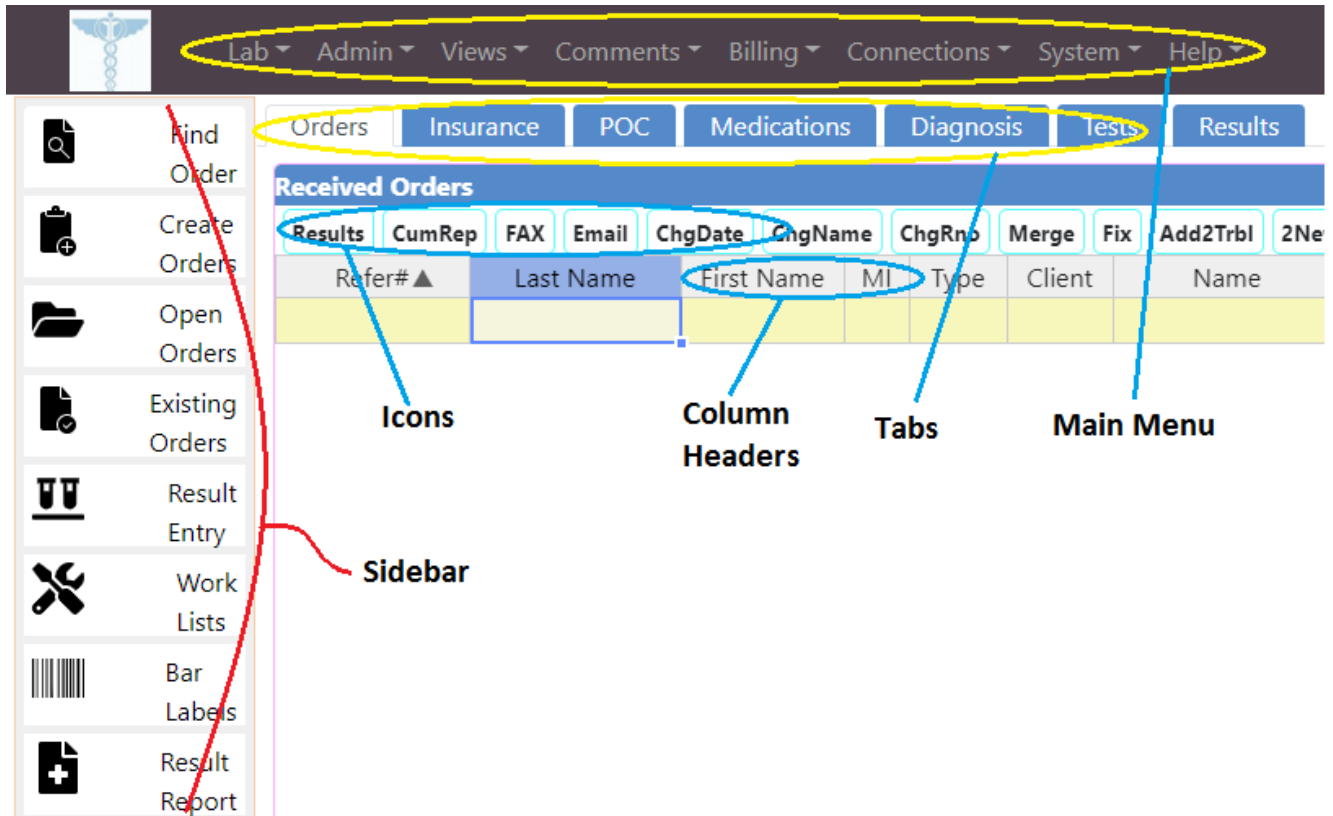 Lab Admin Views Comments Billing Connections System Help
Orders Insurance POC Medications Diagnosis Tests Results
Received Orders
Results CumRep FAX Email ChgDate ChgName ChgRno Merge Fix Add2Trbl
Refer#▲ Last Name First Name MI Type Client Name
Find
Order
Create
Orders
Open
Orders
Existing
Orders
Result
Entry
Work
Lists
Bar
Labels
Result
Report
Icons
Column
Headers
Tabs
Main Menu
Sidebar